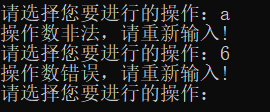 请选择您要进行的操作：a
操作数非法，请重新输入！
请选择您要进行的操作：6
操作数错误，请重新输入！
请选择您要进行的操作：